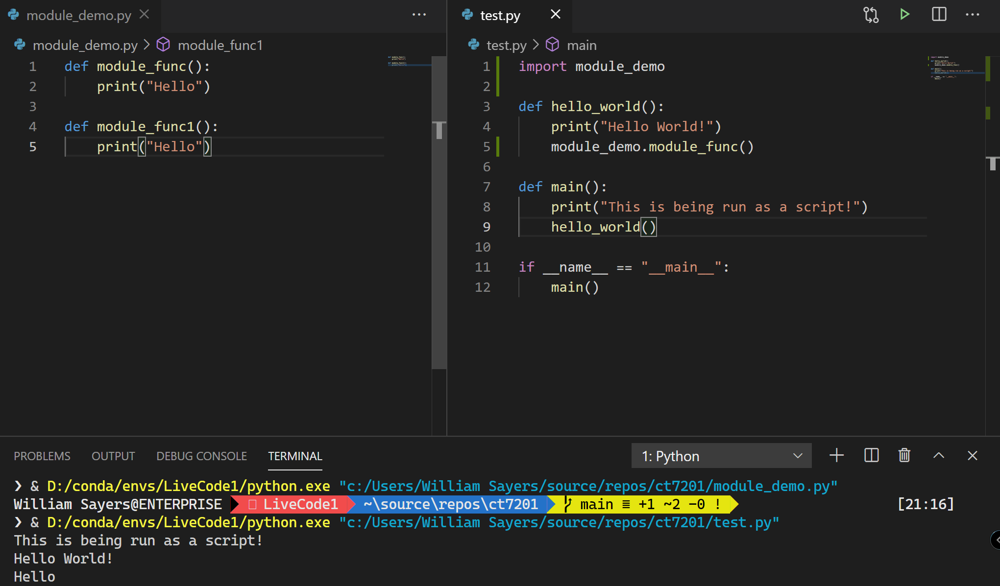 module_demo.py
module_demo.py > module_func1
1 def module_func():
2     print("Hello")
3
4 def module_func1():
5     print("Hello")
test.py
test.py > main
1 import module_demo
2
3 def hello_world():
4     print("Hello World!")
5     module_demo.module_func()
6
7 def main():
8     print("This is being run as a script!")
9     hello_world()
10
11 if __name__ == "__main__":
12     main()
PROBLEMS OUTPUT DEBUG CONSOLE TERMINAL 1: Python
❯ & D:/conda/envs/LiveCode1/python.exe "c:/Users/William Sayers/source/repos/ct7201/module_demo.py"
William Sayers@ENTERPRISE LiveCode1 ~\source\repos\ct7201 main ≡ +1 ~2 -0 ! [21:16]
❯ & D:/conda/envs/LiveCode1/python.exe "c:/Users/William Sayers/source/repos/ct7201/test.py"
This is being run as a script!
Hello World!
Hello